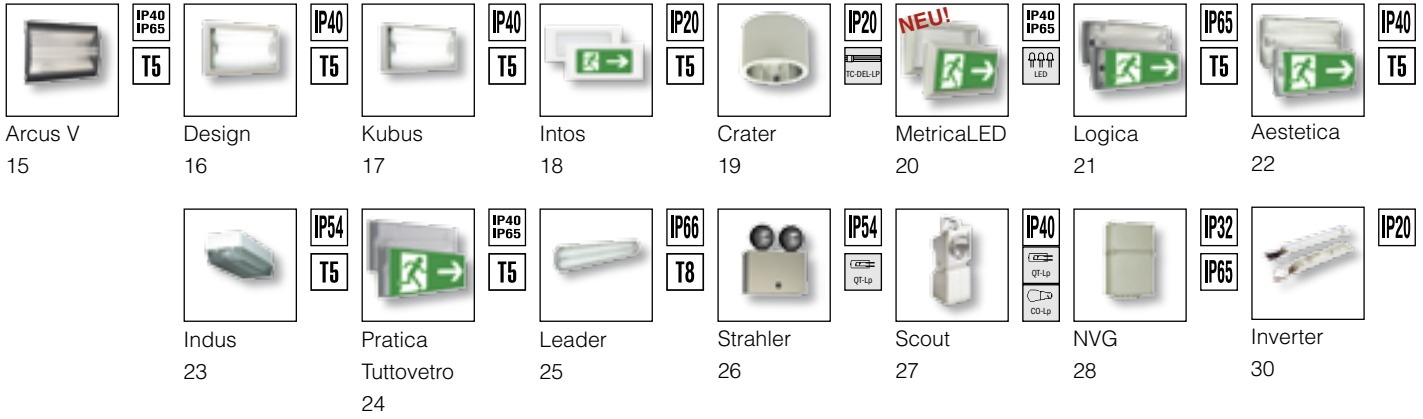 IP40
IP65
T5
Arcus V
15
IP40
T5
Design
16
IP40
T5
Kubus
17
IP20
T5
Intos
18
IP20
TC-DEL-LP
Crater
19
NEU!
IP40
IP65
LED
MetricaLED
20
IP65
T5
Logica
21
IP40
T5
Aestetica
22
IP54
T5
Indus
23
IP40
IP65
T5
Pratica
Tuttovetro
24
IP66
T8
Leader
25
IP54
QT-Lp
Strahler
26
IP40
QT-Lp
CO-Lp
Scout
27
IP32
IP65
NVG
28
IP20
Inverter
30